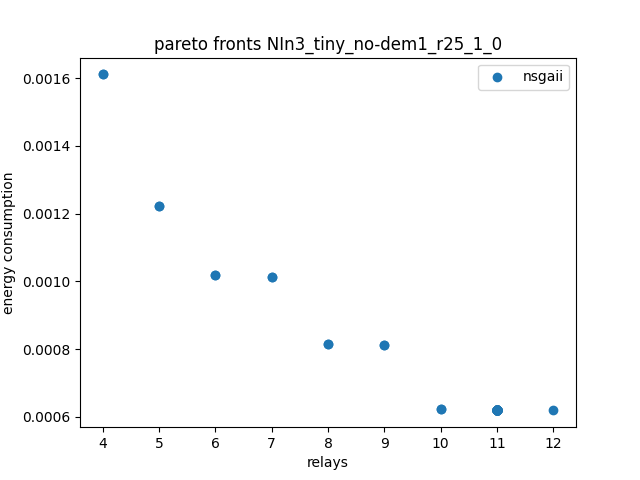 pareto fronts NIn3_tiny_no-dem1_r25_1_0
nsgaii
energy consumption
0.0016
0.0014
0.0012
0.0010
0.0008
0.0006
4 5 6 7 8 9 10 11 12
relays